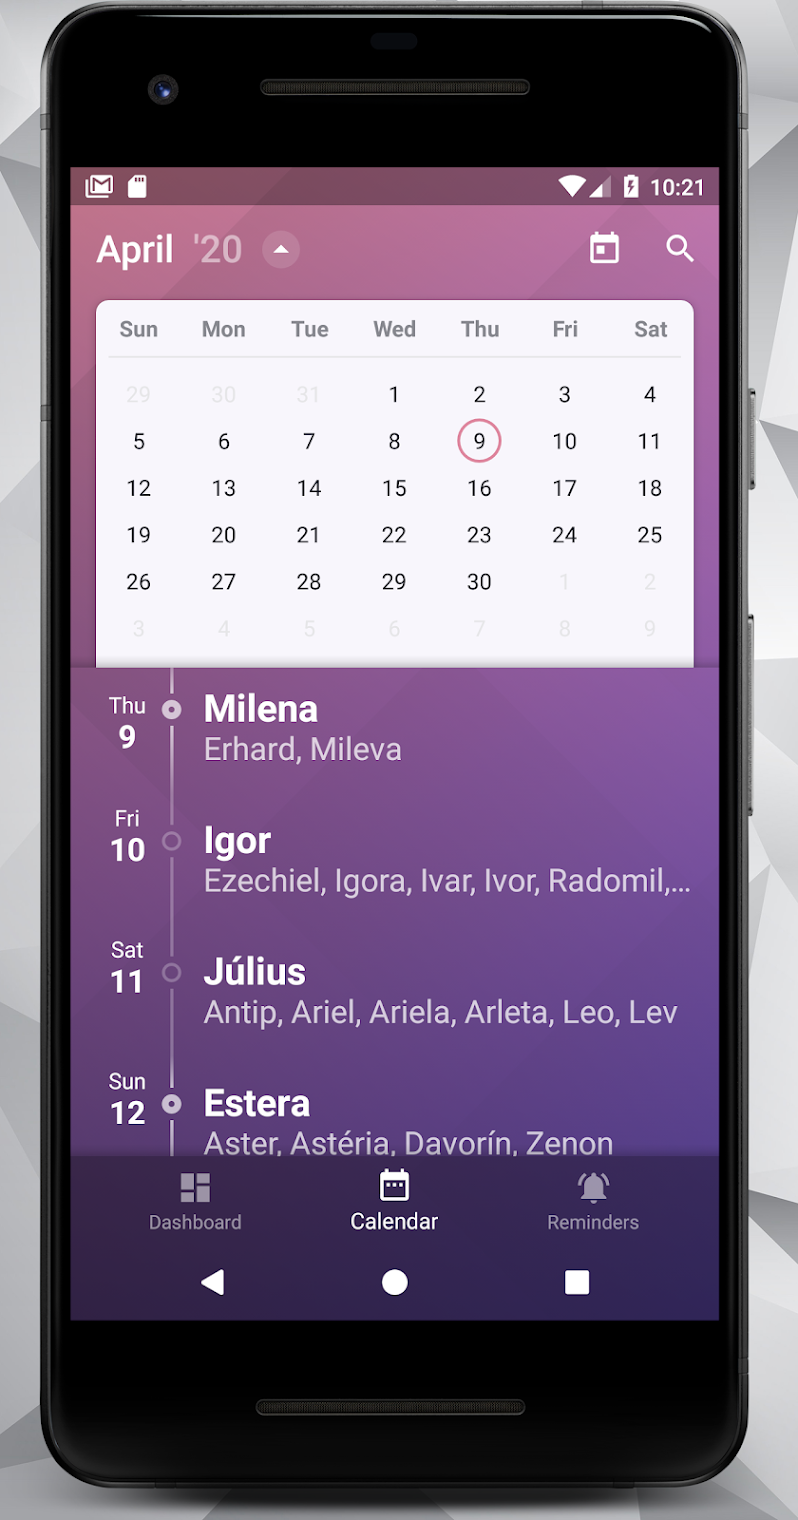 10:21
April '20
Sun Mon Tue Wed Thu Fri Sat
29 30 31 1 2 3 4
5 6 7 8 9 10 11
12 13 14 15 16 17 18
19 20 21 22 23 24 25
26 27 28 29 30 1 2
3 4 5 6 7 8 9
Thu
9
Milena
Erhard, Mileva
Fri
10
Igor
Ezechiel, Igora, Ivar, Ivor, Radomil,...
Sat
11
Július
Antip, Ariel, Ariela, Arleta, Leo, Lev
Sun
12
Estera
Aster, Astéria, Davorín, Zenon
Dashboard Calendar Reminders